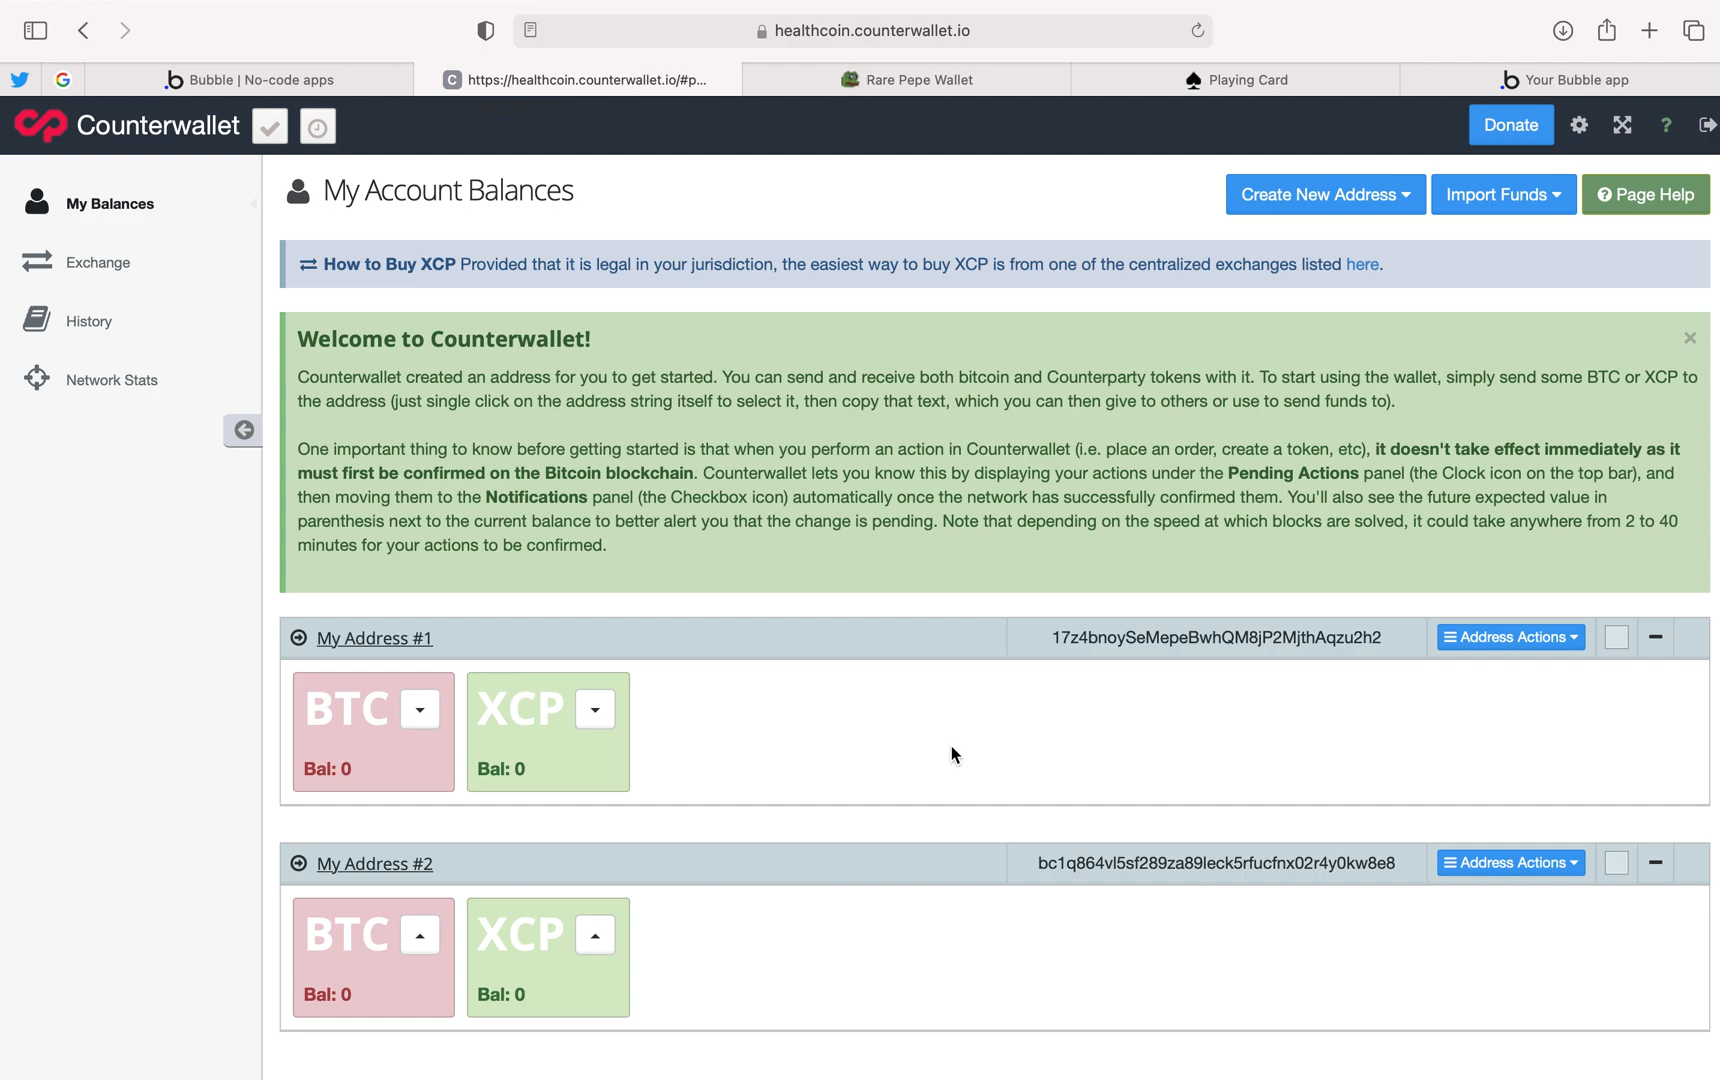 healthcoin.counterwallet.io
Bubble | No-code apps
C https://healthcoin.counterwallet.io/#p...
Rare Pepe Wallet
Playing Card
Your Bubble app
Counterwallet
Donate
?
My Balances
My Account Balances
Create New Address
Import Funds
? Page Help
Exchange
How to Buy XCP Provided that it is legal in your jurisdiction, the easiest way to buy XCP is from one of the centralized exchanges listed here.
History
Network Stats
Welcome to Counterwallet!
Counterwallet created an address for you to get started. You can send and receive both bitcoin and Counterparty tokens with it. To start using the wallet, simply send some BTC or XCP to
the address (just single click on the address string itself to select it, then copy that text, which you can then give to others or use to send funds to).
One important thing to know before getting started is that when you perform an action in Counterwallet (i.e. place an order, create a token, etc), it doesn't take effect immediately as it
must first be confirmed on the Bitcoin blockchain. Counterwallet lets you know this by displaying your actions under the Pending Actions panel (the Clock icon on the top bar), and
then moving them to the Notifications panel (the Checkbox icon) automatically once the network has successfully confirmed them. You'll also see the future expected value in
parenthesis next to the current balance to better alert you that the change is pending. Note that depending on the speed at which blocks are solved, it could take anywhere from 2 to 40
minutes for your actions to be confirmed.
My Address #1
17z4bnoySeMepeBwhQM8jP2MjthAqzu2h2
Address Actions
BTC
Bal: 0
XCP
Bal: 0
My Address #2
bc1q864vl5sf289za89leck5rfucfnx02r4y0kw8e8
Address Actions
BTC
Bal: 0
XCP
Bal: 0